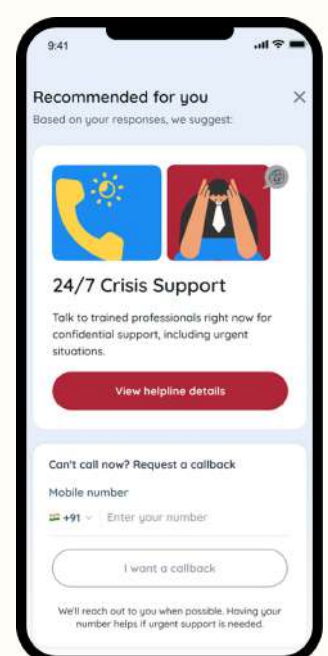 9:41
Recommended for you
Based on your responses, we suggest:
24/7 Crisis Support
Talk to trained professionals right now for
confidential support, including urgent
situations.
View helpline details
Can't call now? Request a callback
Mobile number
+91 Enter your number
I want a callback
We'll reach out to you when possible. Having your
number helps if urgent support is needed.